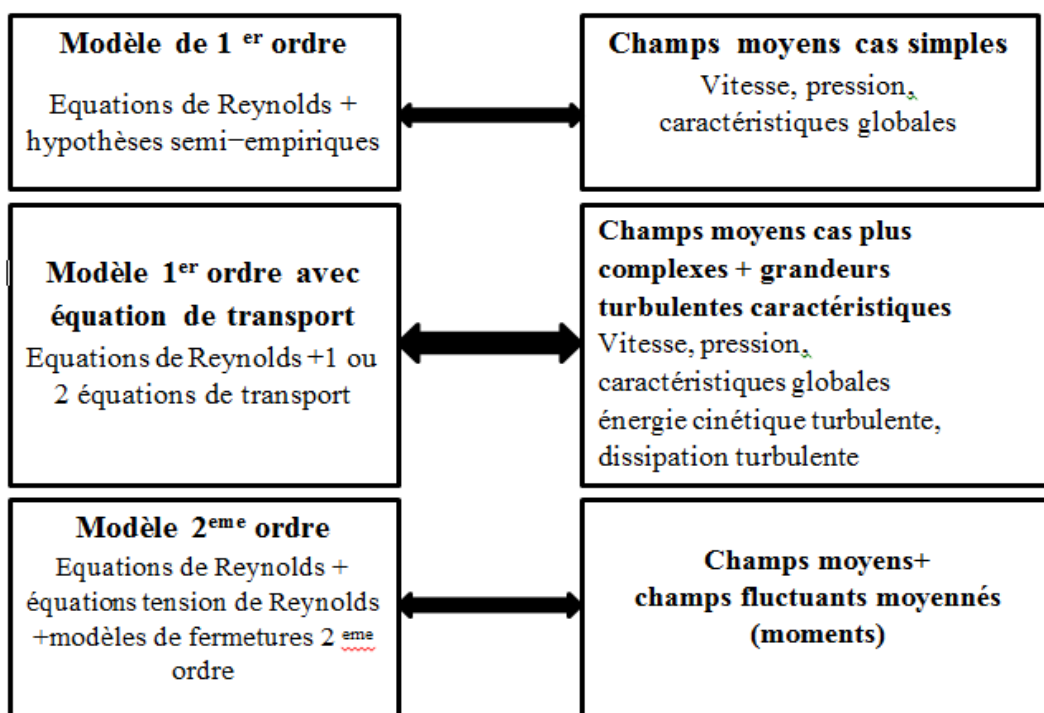 Modèle de 1 er ordre
Equations de Reynolds +
hypothèses semi−empiriques
Champs moyens cas simples
Vitesse, pression,
caractéristiques globales
Modèle 1er ordre avec
équation de transport
Equations de Reynolds +1 ou
2 équations de transport
Champs moyens cas plus
complexes + grandeurs
turbulentes caractéristiques
Vitesse, pression,
caractéristiques globales
énergie cinétique turbulente,
dissipation turbulente
Modèle 2eme ordre
Equations de Reynolds +
équations tension de Reynolds
+modèles de fermetures 2 eme
ordre
Champs moyens+
champs fluctuants moyennés
(moments)